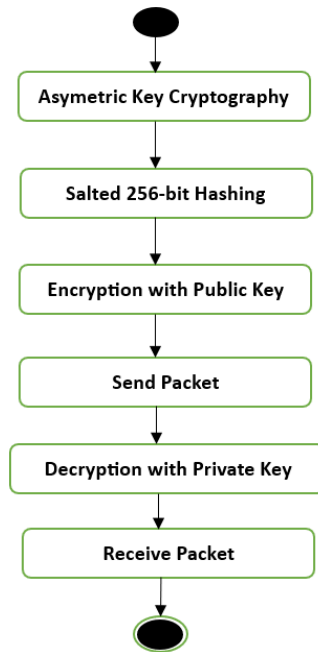 Asymetric Key Cryptography
Salted 256-bit Hashing
Encryption with Public Key
Send Packet
Decryption with Private Key
Receive Packet